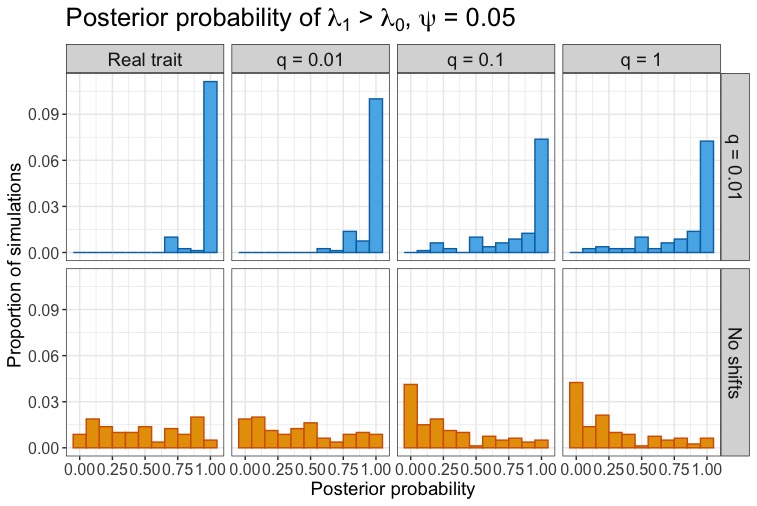 Posterior probability of λ₁ > λ₀, ψ = 0.05
Real trait
q = 0.01
q = 0.1
q = 1
Proportion of simulations
0.09
0.06
0.03
0.00
q = 0.01
0.09
0.06
0.03
0.00
No shifts
0.00 0.25 0.50 0.75 1.00
0.00 0.25 0.50 0.75 1.00
0.00 0.25 0.50 0.75 1.00
0.00 0.25 0.50 0.75 1.00
Posterior probability